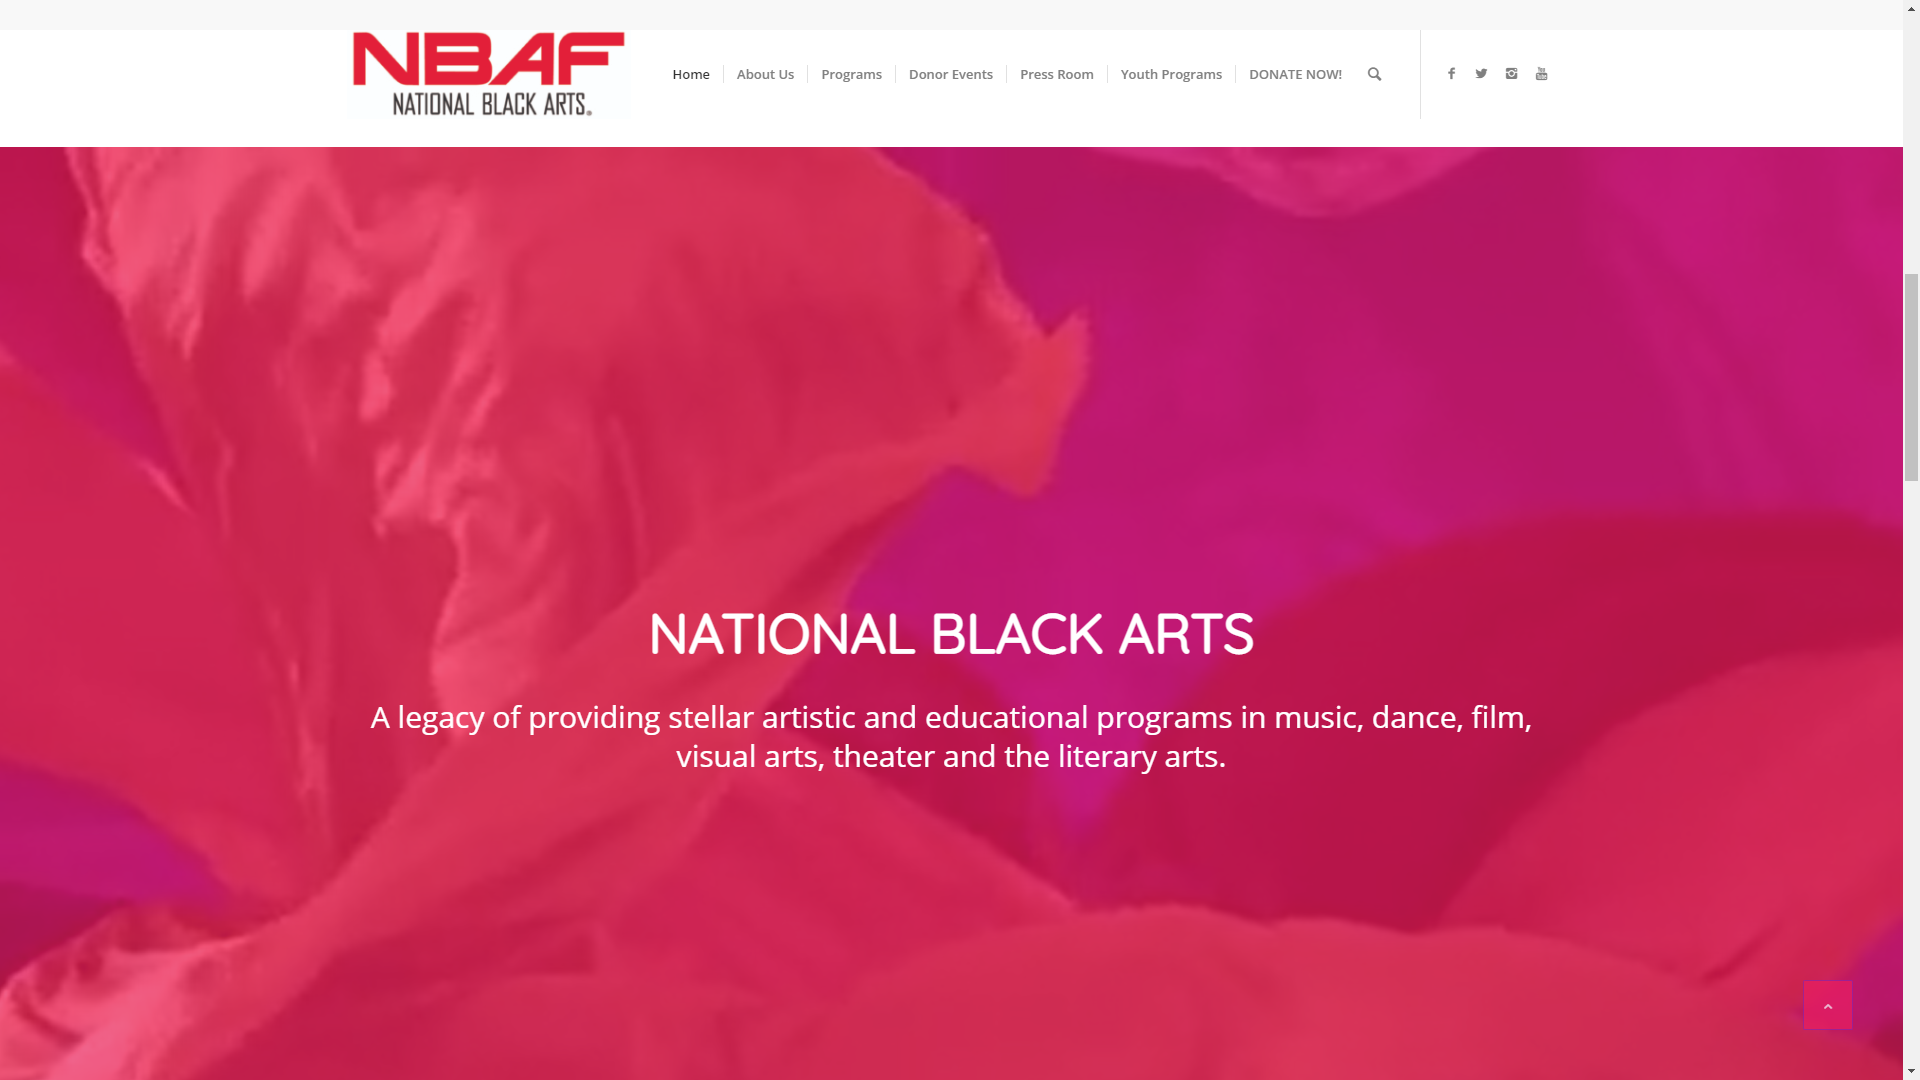 NBAF
NATIONAL BLACK ARTS®
Home
About Us
Programs
Donor Events
Press Room
Youth Programs
DONATE NOW!
NATIONAL BLACK ARTS
A legacy of providing stellar artistic and educational programs in music, dance, film,
visual arts, theater and the literary arts.